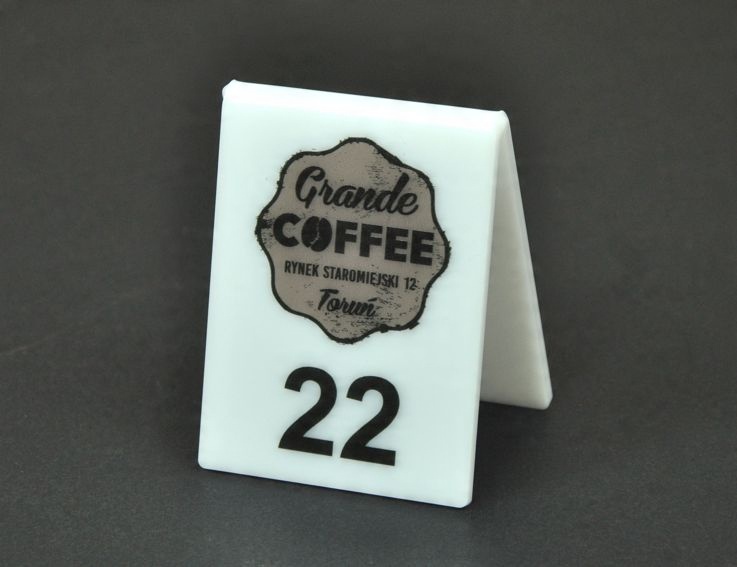 Grande
COFFEE
RYNEK STAROMIEJSKI 12
Toruń
22